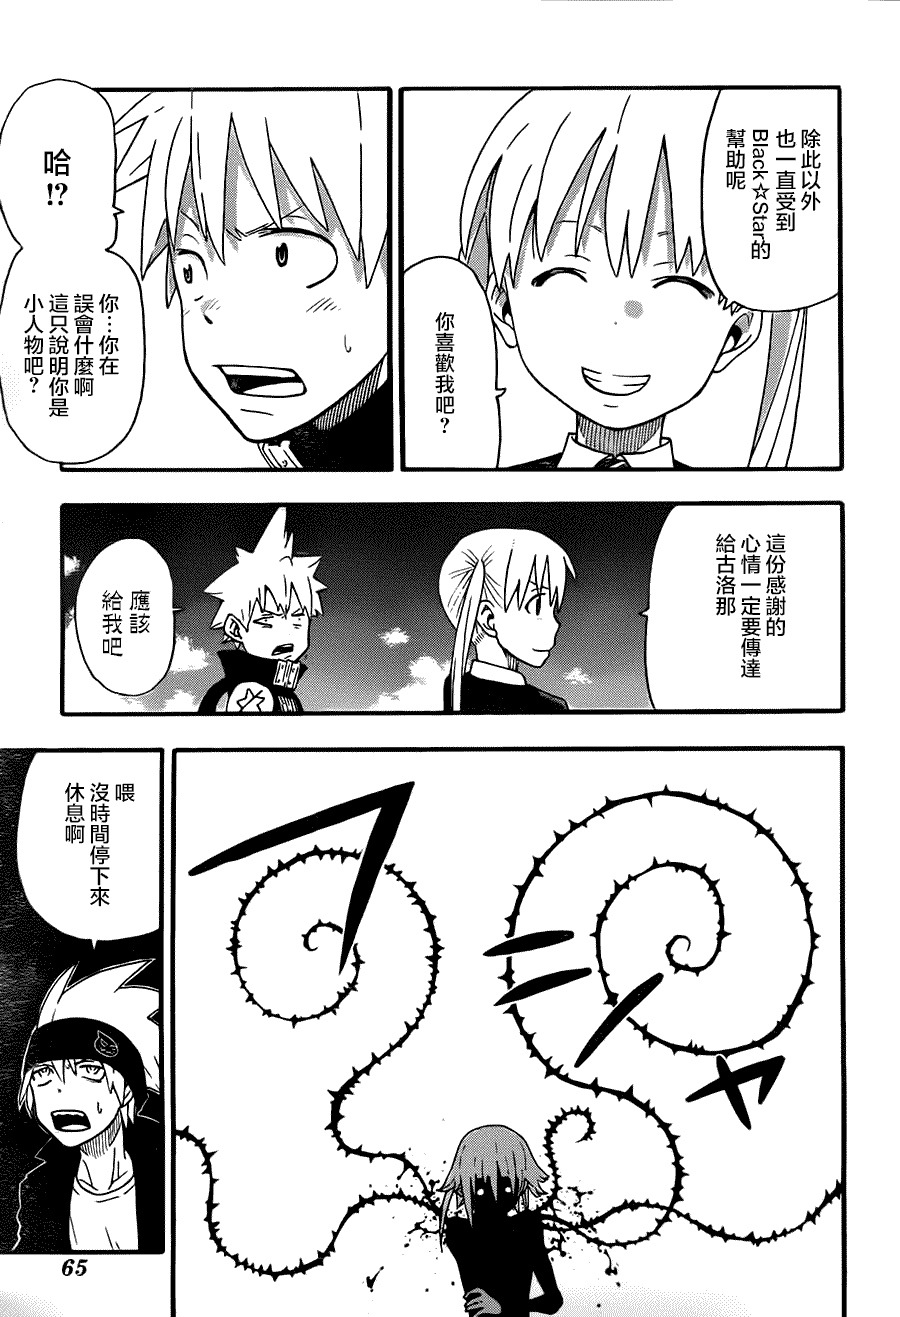 除此以外
也一直受到
Black☆Star的
幫助呢
你喜歡我吧?
哈
!?
你…你在
誤會什麼啊
這只說明你是
小人物吧?
這份感謝的
心情一定要傳達
給古洛那
應該
給我吧
喂
沒時間停下來
休息啊
65